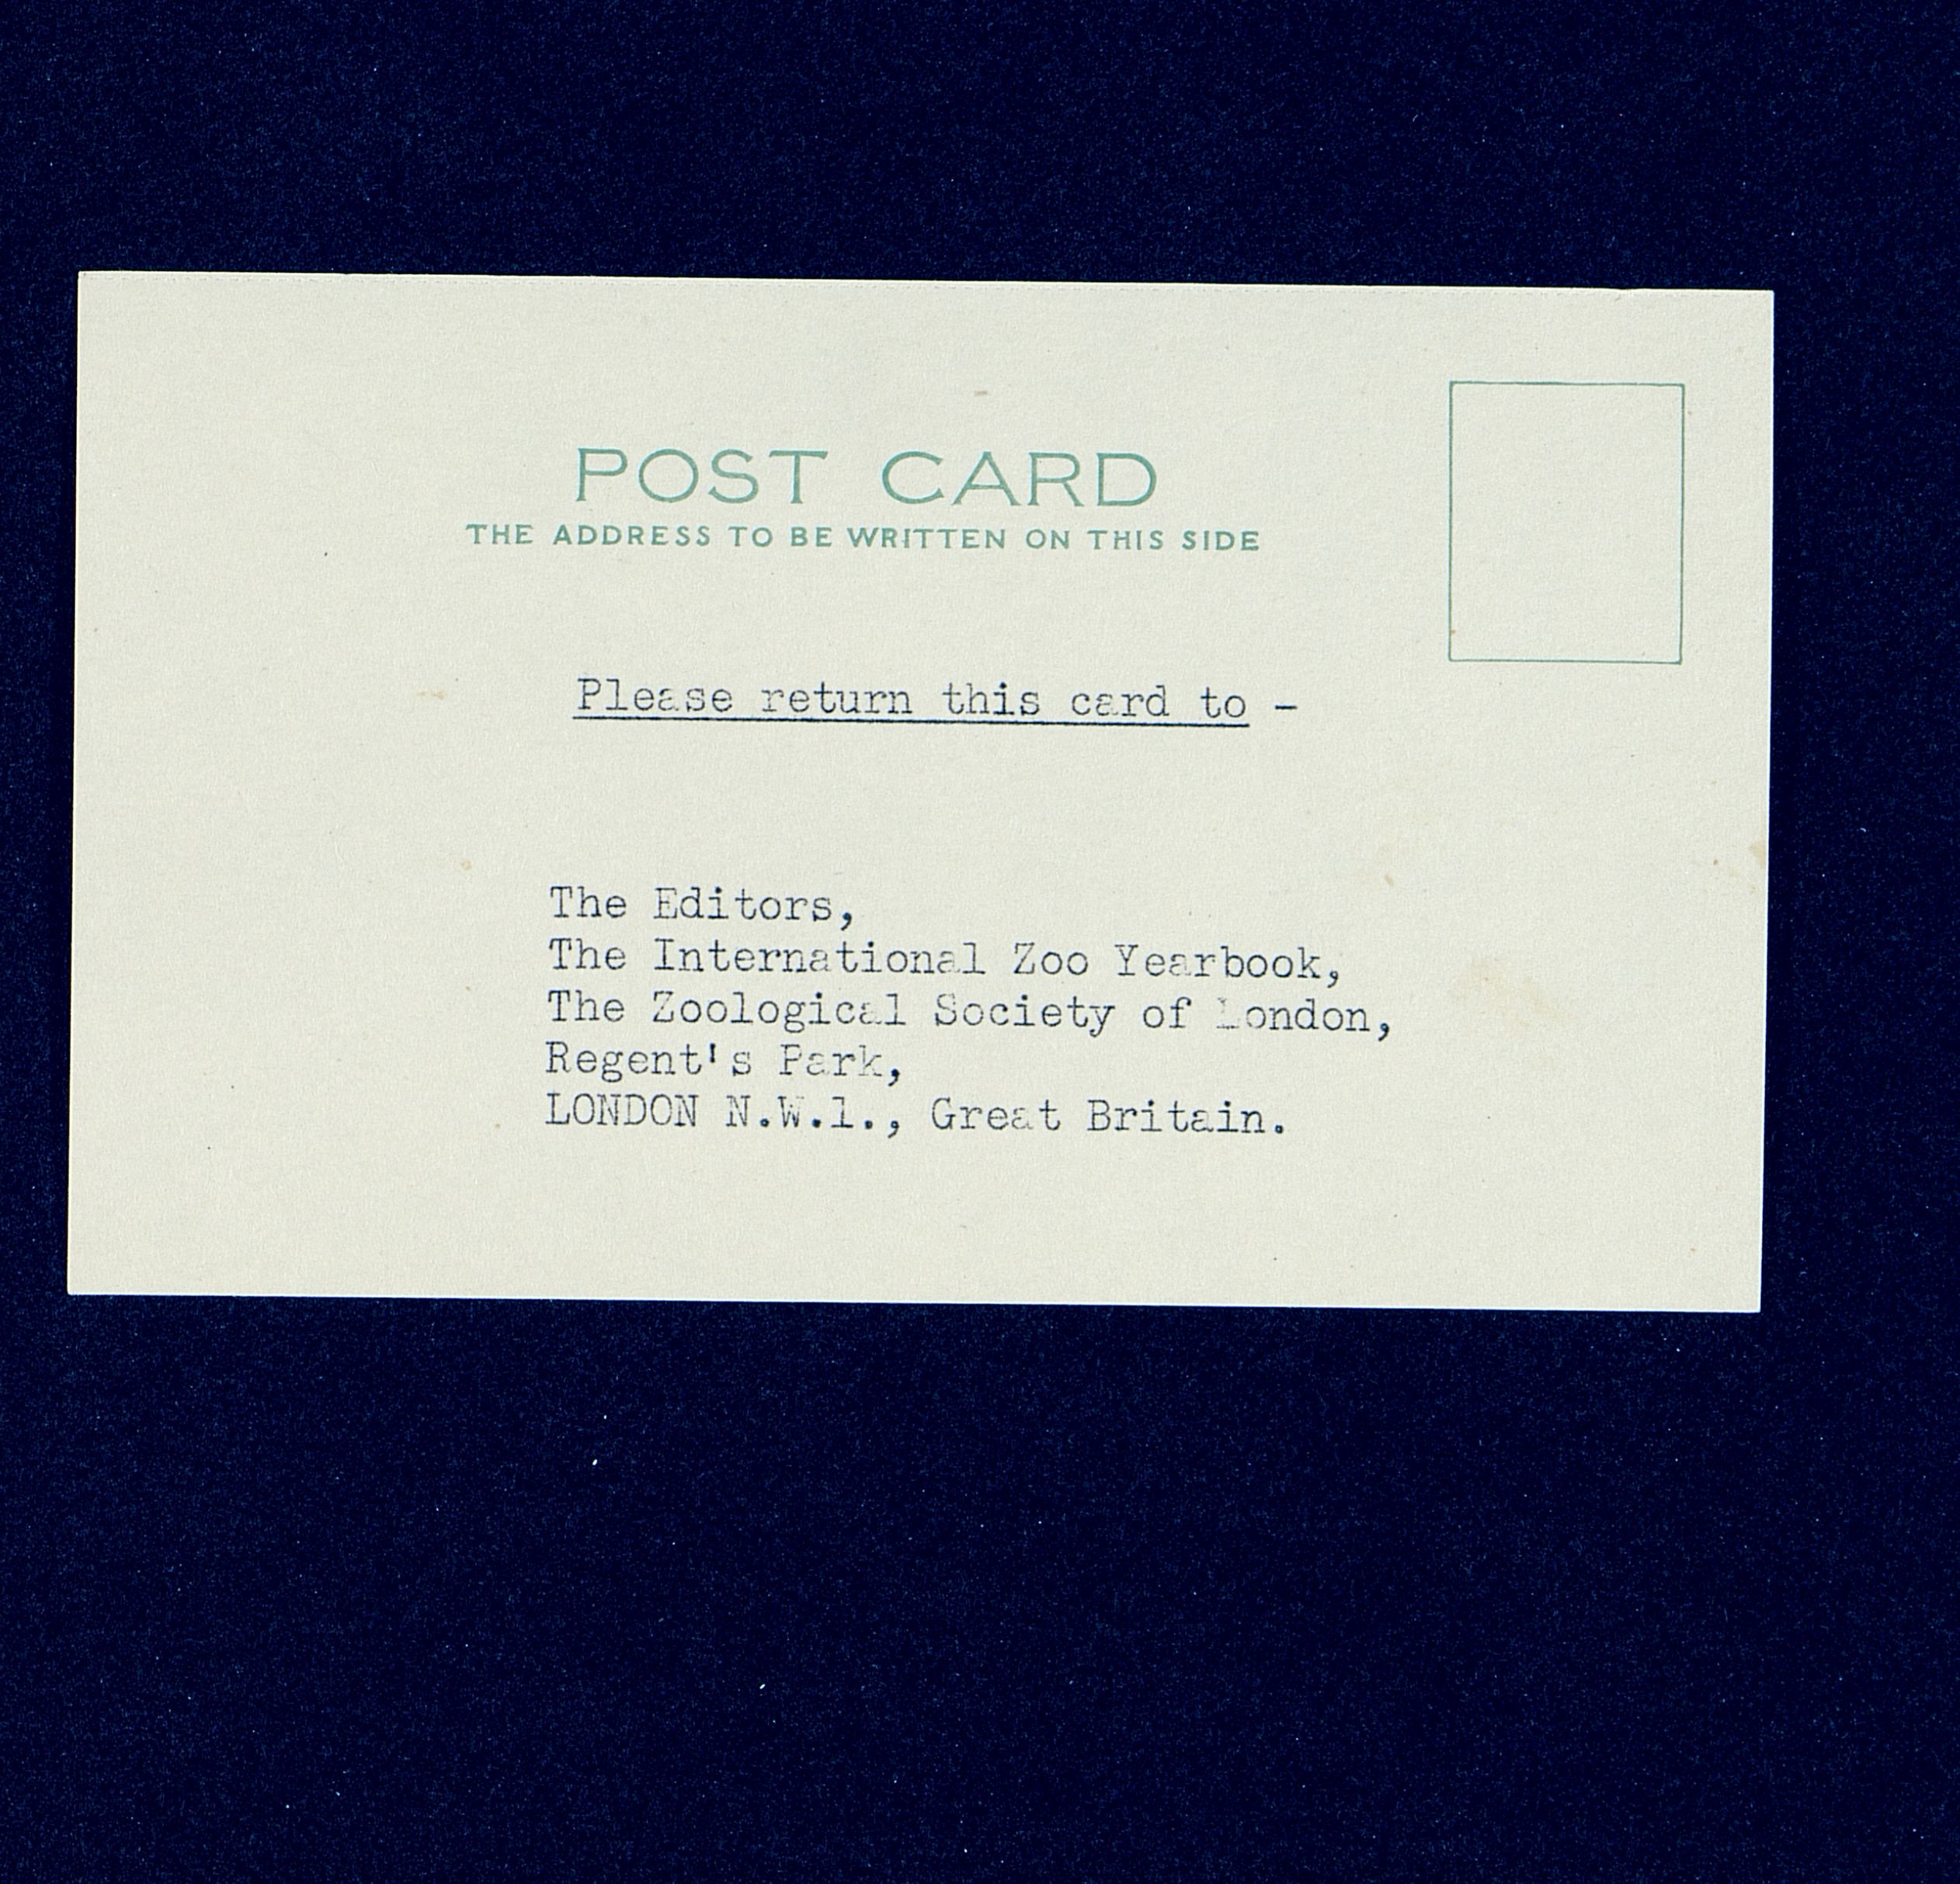 POST CARD
THE ADDRESS TO BE WRITTEN ON THIS SIDE
Please return this card to -
The Editors,
The International Zoo Yearbook,
The Zoological Society of London,
Regent's Park,
LONDON N.W.1., Great Britain.